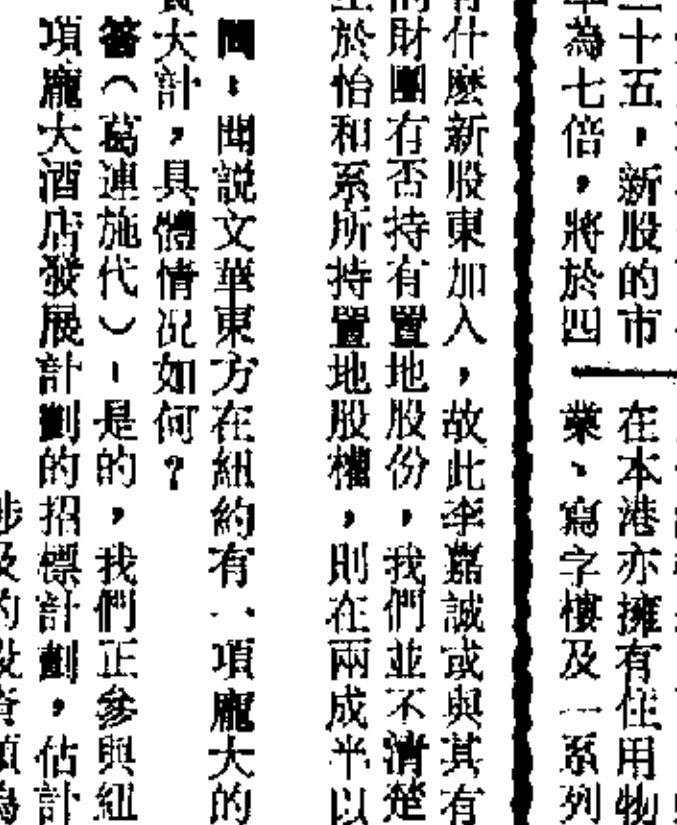 十五，新股的市
為七倍，將於四
在本港亦擁有住用物
業、寫字樓及一系列
什麼新股東加入，故此李嘉誠或與其有
財團有否持有置地股份，我們並不清楚
於怡和系所持置地股權，則在兩成半以
問：聞說文華東方在紐約有一項龐大的
大計，具體情況如何？
答（葛連施代）：是的，我們正參與紐
項龐大酒店發展計劃的招標計劃，估計
涉及的投資額為